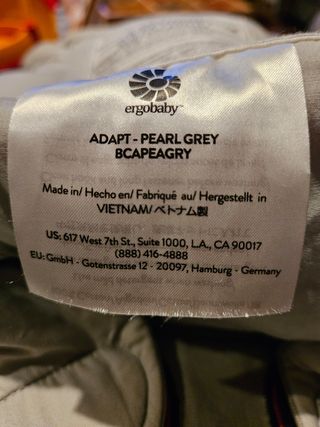 ergobaby™
ADAPT - PEARL GREY
BCAPEAGRY
Made in/ Hecho en/ Fabriqué au/ Hergestellt in
VIETNAM/ベトナム製
US: 617 West 7th St., Suite 1000, L.A., CA 90017
(888) 416-4888
EU: GmbH - Gotenstrasse 12 - 20097, Hamburg - Germany